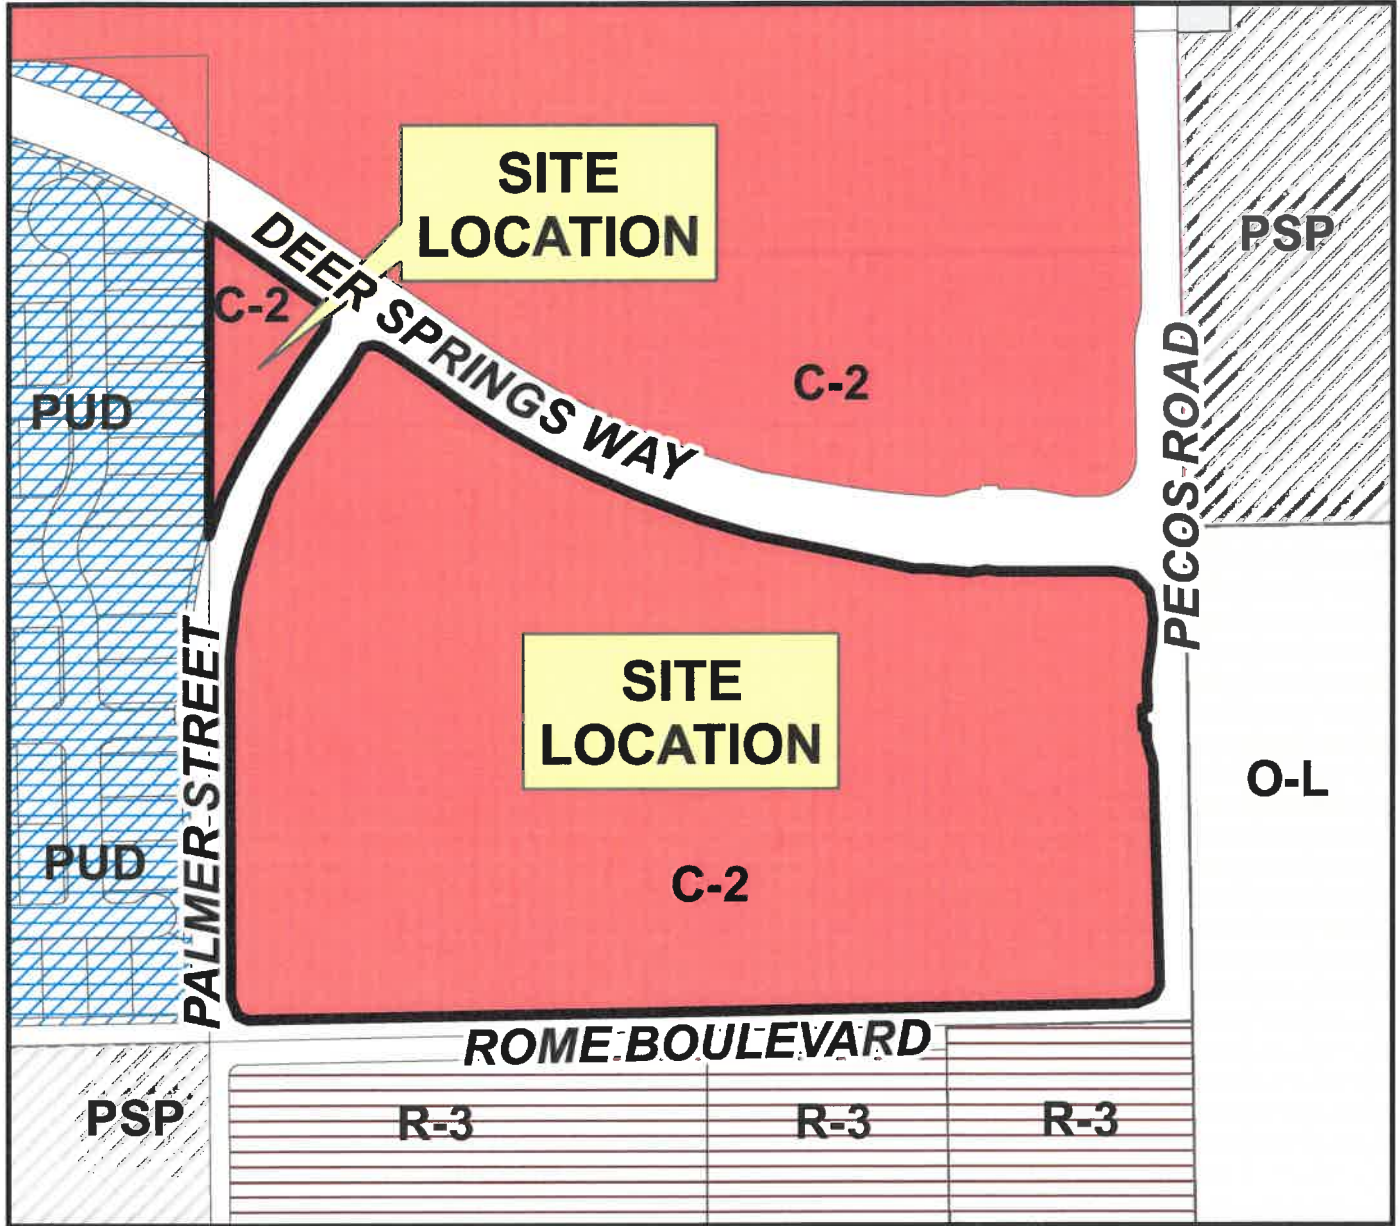 SITE
LOCATION
PSP
DEER SPRINGS WAY
C-2
C-2
PUD
PECOS ROAD
SITE
LOCATION
O-L
PALMER STREET
PUD
C-2
ROME BOULEVARD
PSP
R-3
R-3
R-3